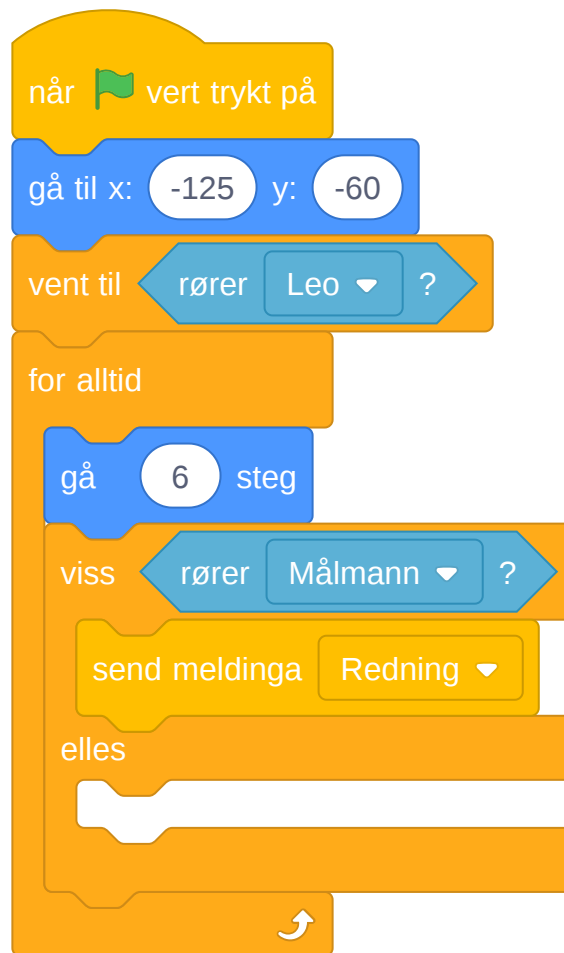 når vert trykt på
gå til x: -125 y: -60
vent til rører Leo ?
for alltid
gå 6 steg
viss rører Målmann ?
send meldinga Redning
elles